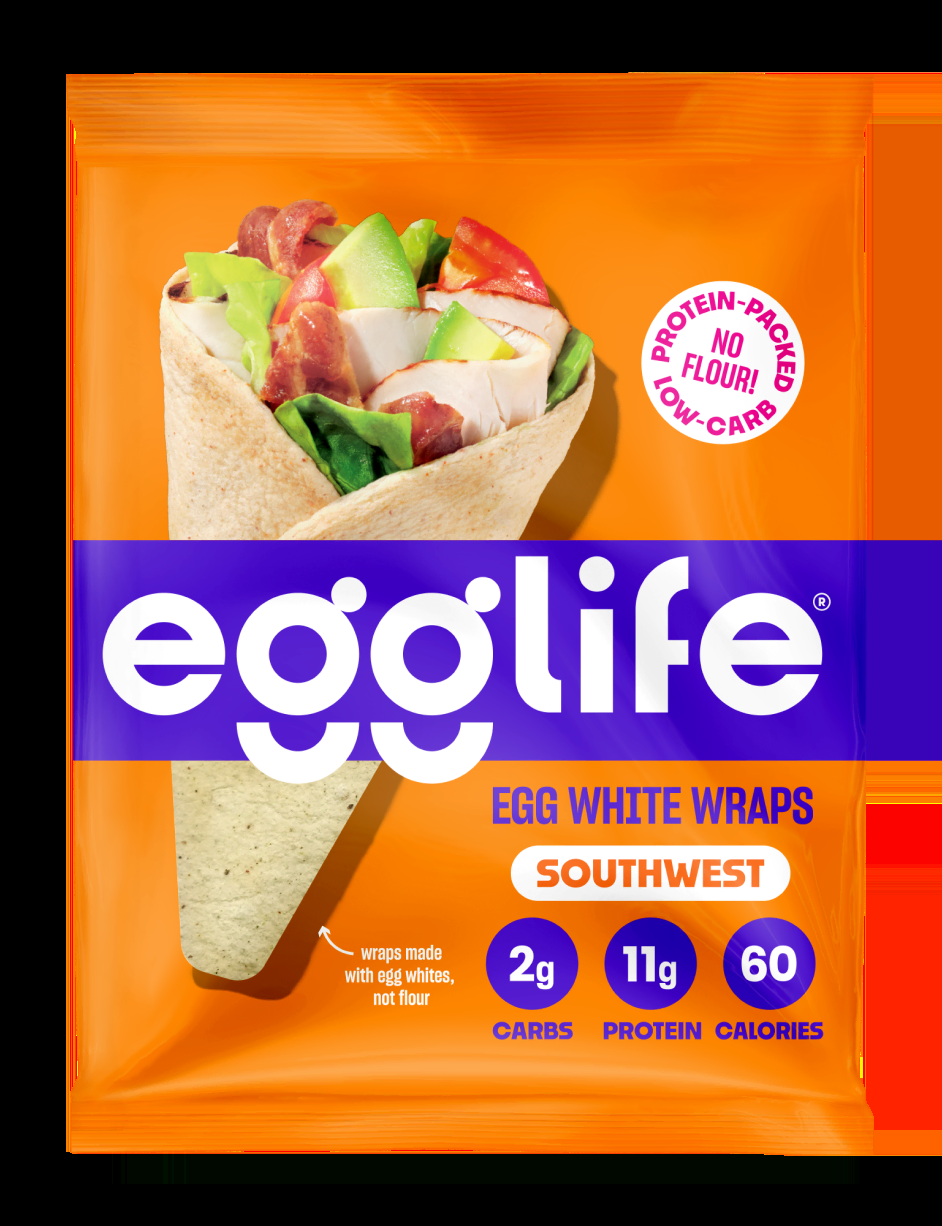 PROTEIN-PACKED
NO
FLOUR!
LOW-CARB
egglife®
EGG WHITE WRAPS
SOUTHWEST
wraps made
with egg whites,
not flour
2g
11g
60
CARBS
PROTEIN
CALORIES